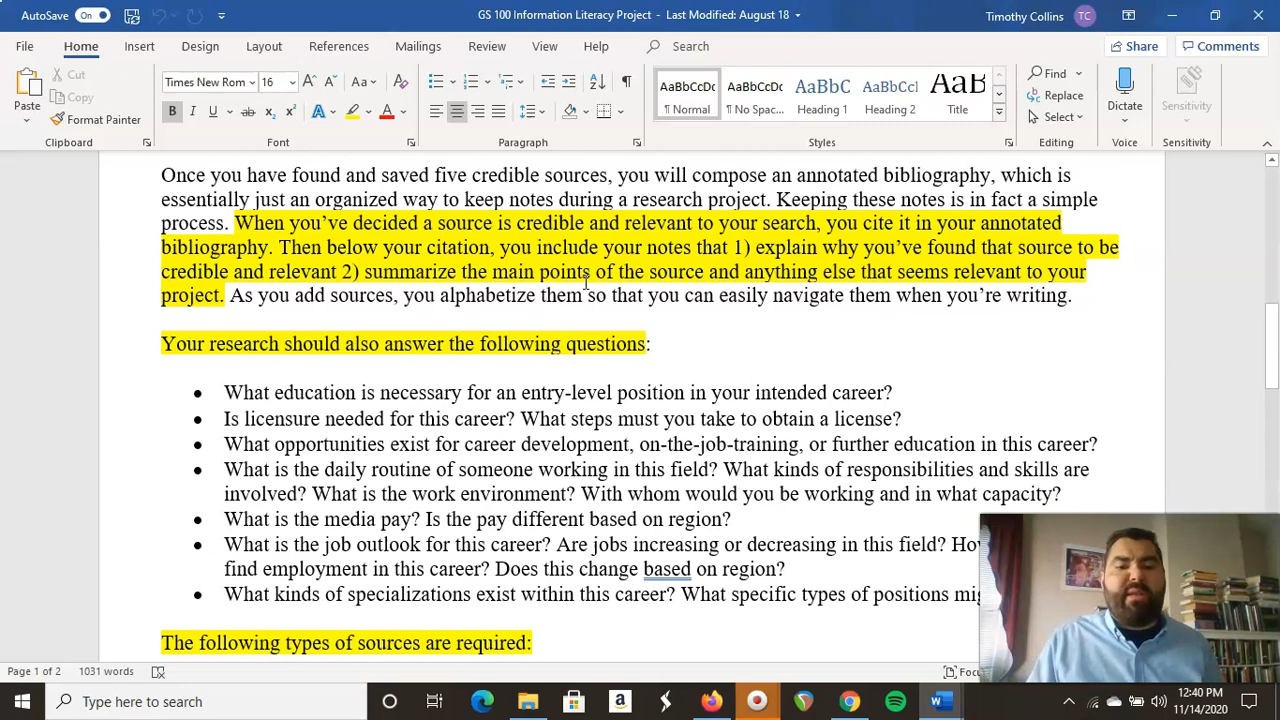 AutoSave On GS 100 Information Literacy Project - Last Modified: August 18 Timothy Collins TC
File Home Insert Design Layout References Mailings Review View Help Search Share Comments
Cut Times New Rom 16 Aa Find
Copy AaBbCcDc AaBbCcDc AaBbC AaBbCcl AaB Replace
Paste Format Painter B I U ab x x A A ¶ Normal ¶ No Spac... Heading 1 Heading 2 Title Select Dictate Sensitivity
Clipboard Font Paragraph Styles Editing Voice Sensitivity
Once you have found and saved five credible sources, you will compose an annotated bibliography, which is
essentially just an organized way to keep notes during a research project. Keeping these notes is in fact a simple
process. When you’ve decided a source is credible and relevant to your search, you cite it in your annotated
bibliography. Then below your citation, you include your notes that 1) explain why you’ve found that source to be
credible and relevant 2) summarize the main points of the source and anything else that seems relevant to your
project. As you add sources, you alphabetize them so that you can easily navigate them when you’re writing.
Your research should also answer the following questions:
• What education is necessary for an entry-level position in your intended career?
• Is licensure needed for this career? What steps must you take to obtain a license?
• What opportunities exist for career development, on-the-job-training, or further education in this career?
• What is the daily routine of someone working in this field? What kinds of responsibilities and skills are
involved? What is the work environment? With whom would you be working and in what capacity?
• What is the media pay? Is the pay different based on region?
• What is the job outlook for this career? Are jobs increasing or decreasing in this field?
find employment in this career? Does this change based on region?
• What kinds of specializations exist within this career? What specific types of positions
The following types of sources are required:
Page 1 of 2 1031 words
Type here to search
12:40 PM
11/14/2020